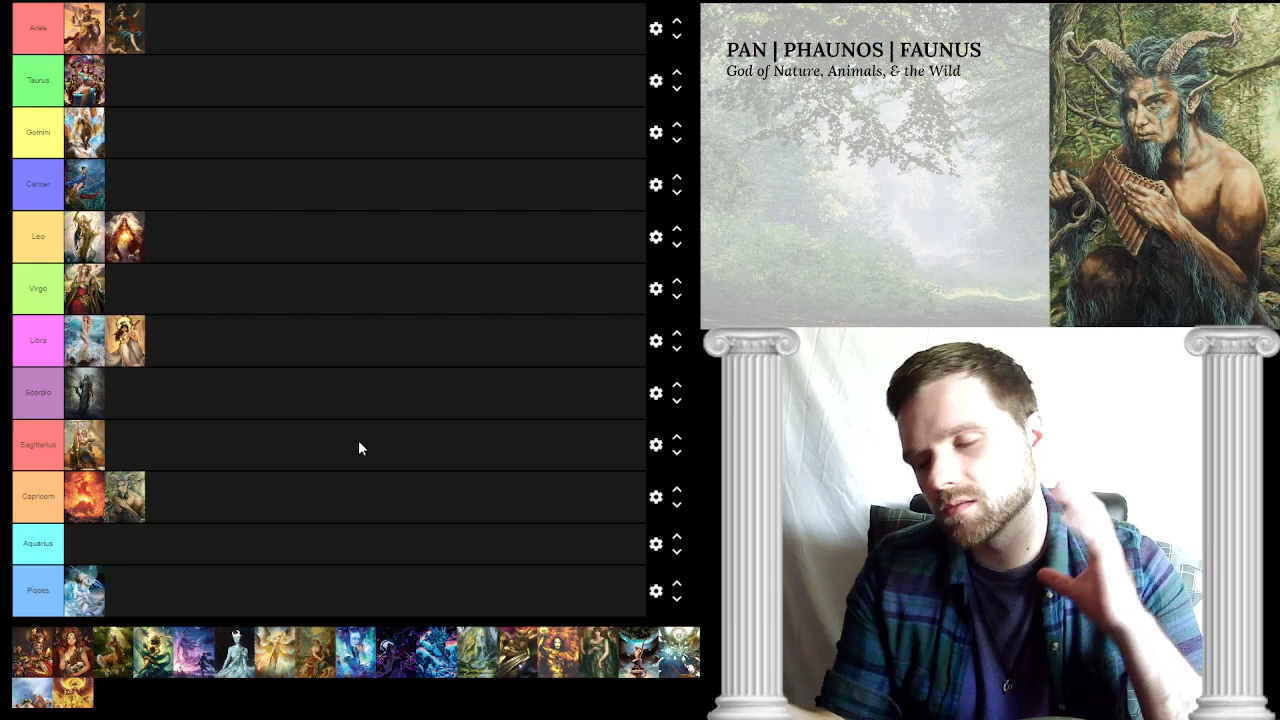 Aries
Taurus
Gemini
Cancer
Leo
Virgo
Libra
Scorpio
Sagittarius
Capricorn
Aquarius
Pisces
PAN | PHAUNOS | FAUNUS
God of Nature, Animals, & the Wild